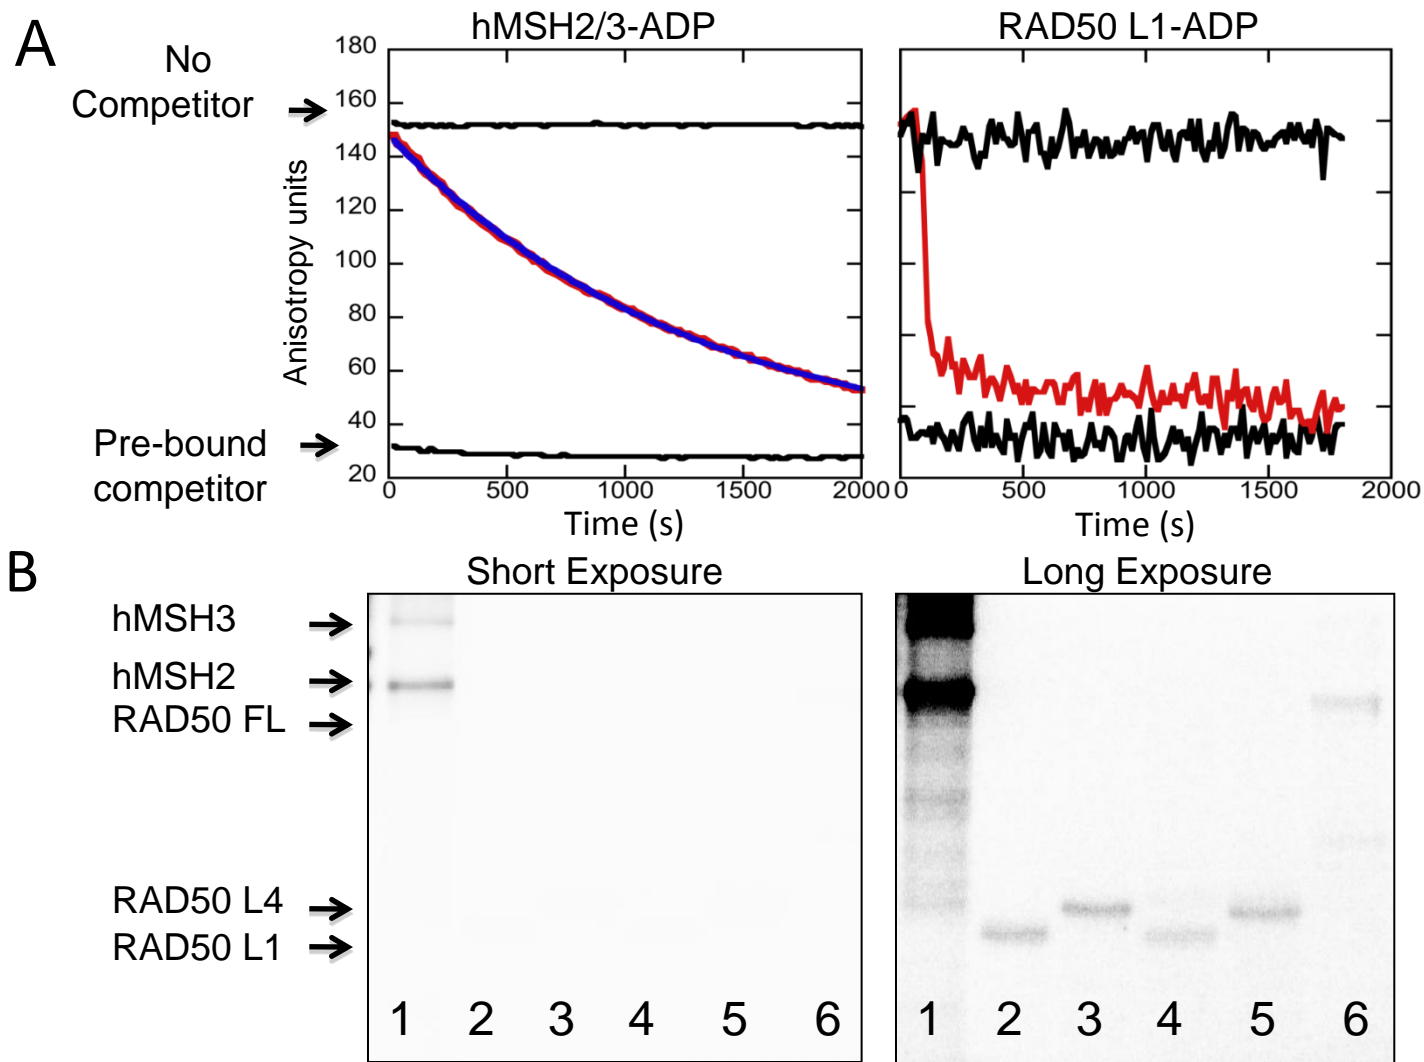 A
hMSH2/3-ADP
RAD50 L1-ADP
No
Competitor
Pre-bound
competitor
Anisotropy units
180
160
140
120
100
80
60
40
20
0 500 1000 1500 2000
Time (s)
0 500 1000 1500 2000
Time (s)
B
Short Exposure
Long Exposure
hMSH3
hMSH2
RAD50 FL
RAD50 L4
RAD50 L1
1 2 3 4 5 6
1 2 3 4 5 6